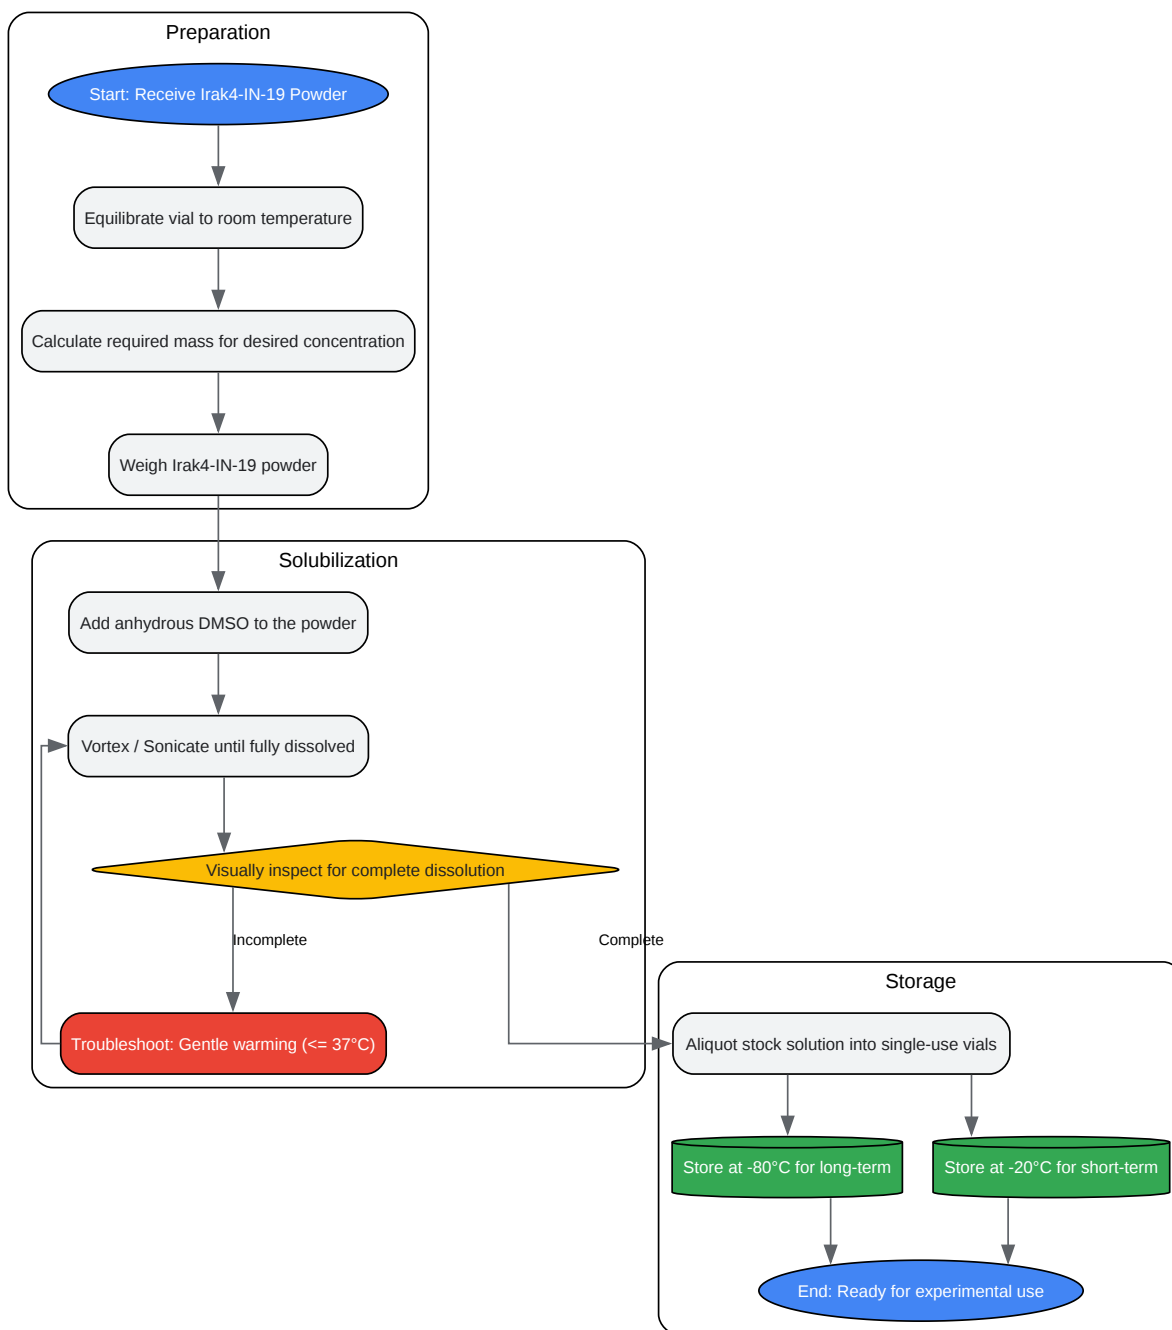 Preparation
Start: Receive Irak4-IN-19 Powder
Equilibrate vial to room temperature
Calculate required mass for desired concentration
Weigh Irak4-IN-19 powder
Solubilization
Add anhydrous DMSO to the powder
Vortex / Sonicate until fully dissolved
Visually inspect for complete dissolution
Incomplete
Complete
Troubleshoot: Gentle warming (<= 37°C)
Storage
Aliquot stock solution into single-use vials
Store at -80°C for long-term
Store at -20°C for short-term
End: Ready for experimental use